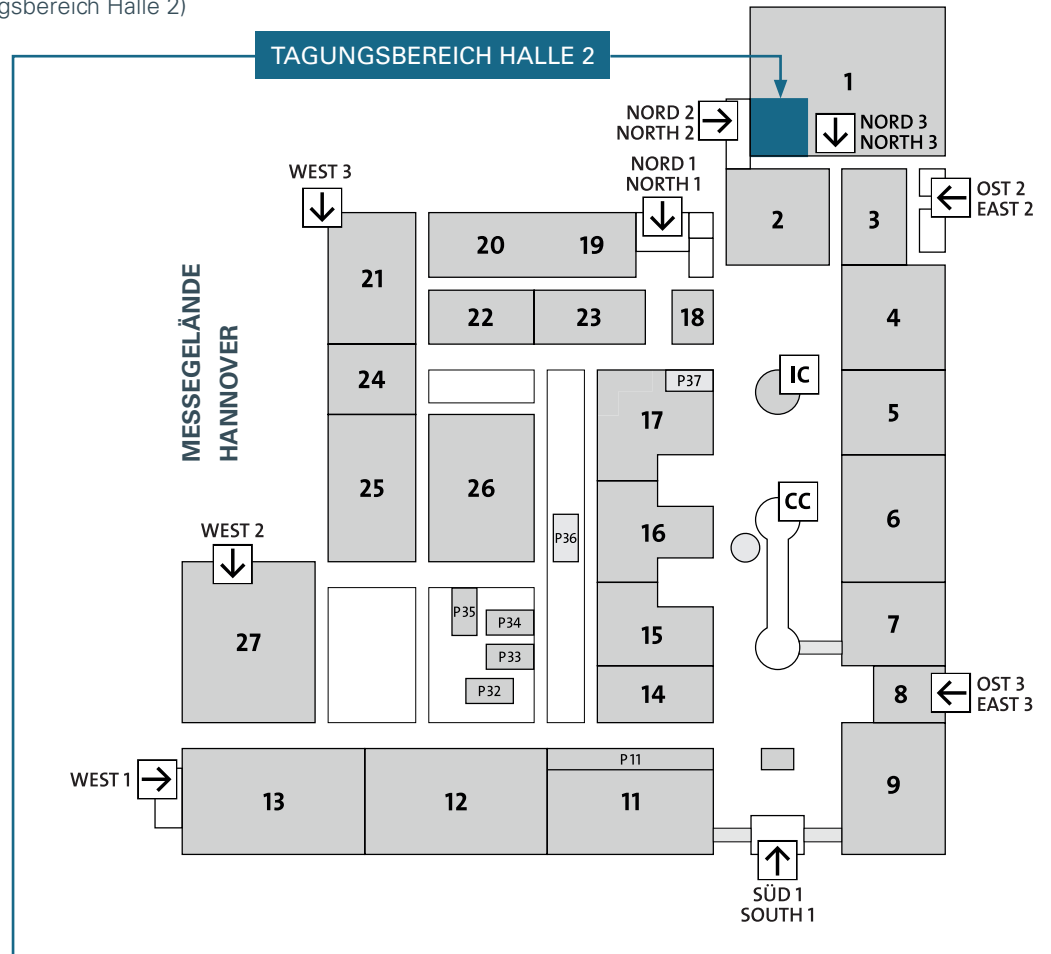 gsbereich Halle 2)
TAGUNGSBEREICH HALLE 2
1
NORD 2
NORTH 2
NORD 3
NORTH 3
NORD 1
NORTH 1
WEST 3
OST 2
EAST 2
2
3
20
19
21
MESSEGELÄNDE
HANNOVER
22
23
18
4
24
P37
IC
17
5
25
26
CC
6
16
P36
WEST 2
P35
P34
P33
P32
27
15
7
14
8
OST 3
EAST 3
P11
WEST 1
13
12
11
9
SÜD 1
SOUTH 1